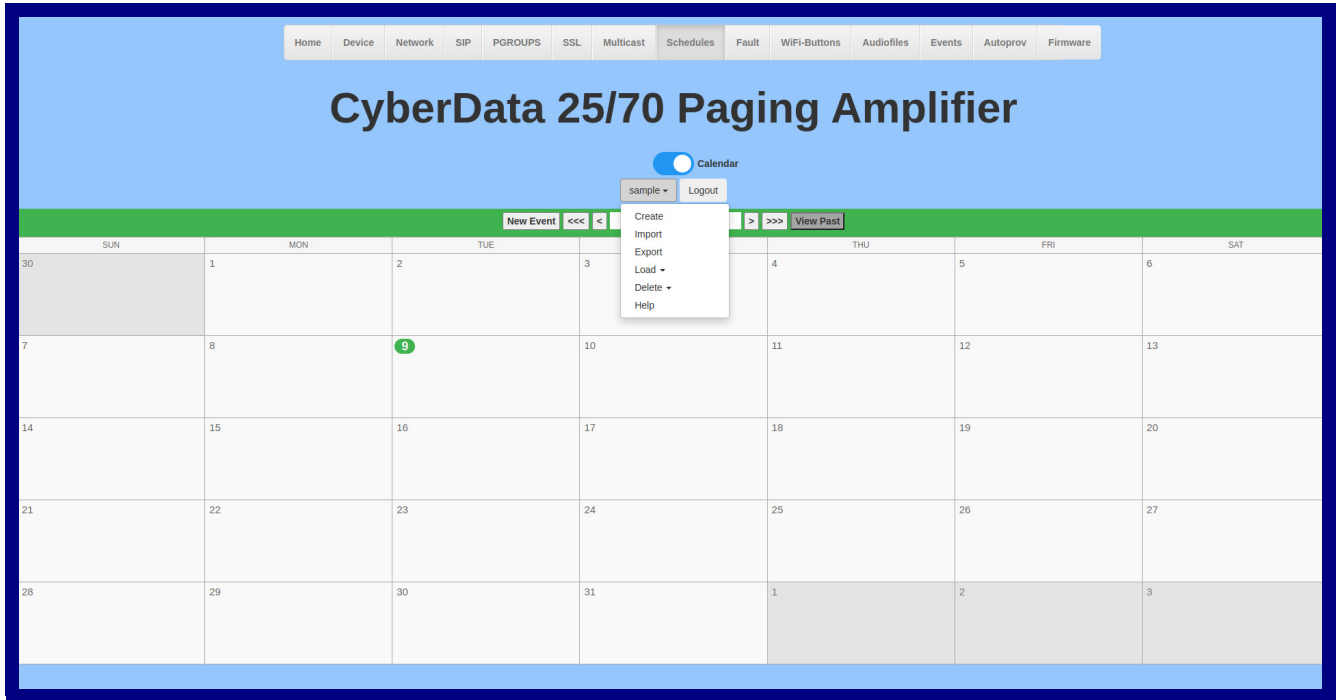 Home Device Network SIP PGROUPS SSL Multicast Schedules Fault WiFi-Buttons Audiofiles Events Autoprov Firmware
CyberData 25/70 Paging Amplifier
Calendar
sample Logout
New Event <<< < > >>> View Past
Create
Import
Export
Load
Delete
Help
SUN MON TUE THU FRI SAT
30 1 2 3 4 5 6
7 8 9 10 11 12 13
14 15 16 17 18 19 20
21 22 23 24 25 26 27
28 29 30 31 1 2 3